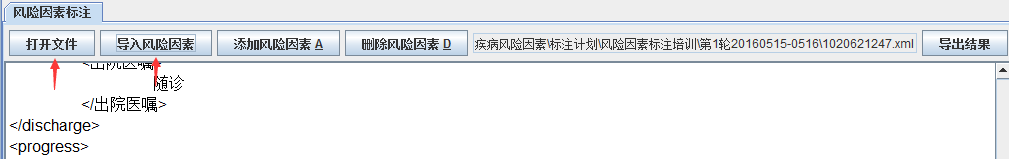 风险因素标注
打开文件 导入风险因素 添加风险因素 A 删除风险因素 D 疾病风险因素\标注计划\风险因素标注培训\第1轮20160515-0516\1020621247.xml 导出结果
<出院医嘱>
随诊
</出院医嘱>
</discharge>
<progress>